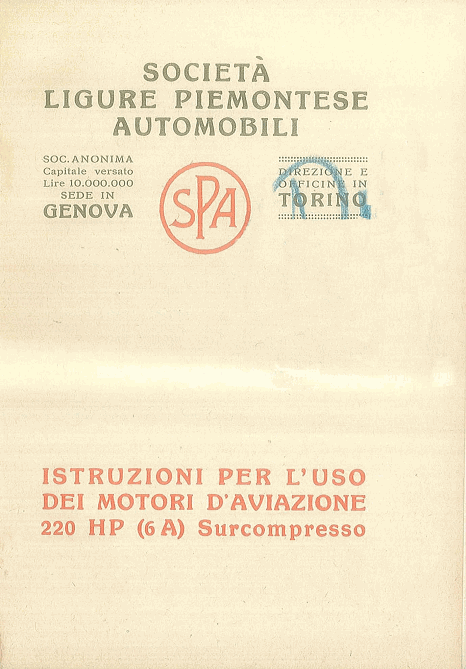 SOCIETÀ
LIGURE PIEMONTESE
AUTOMOBILI
SOC. ANONIMA
Capitale versato
Lire 10.000.000
SEDE IN
GENOVA
SPA
DIREZIONE E
OFFICINE IN
TORINO
ISTRUZIONI PER L'USO
DEI MOTORI D'AVIAZIONE
220 HP (6 A) Surcompresso